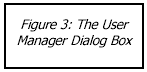 Figure 3: The User
Manager Dialog Box